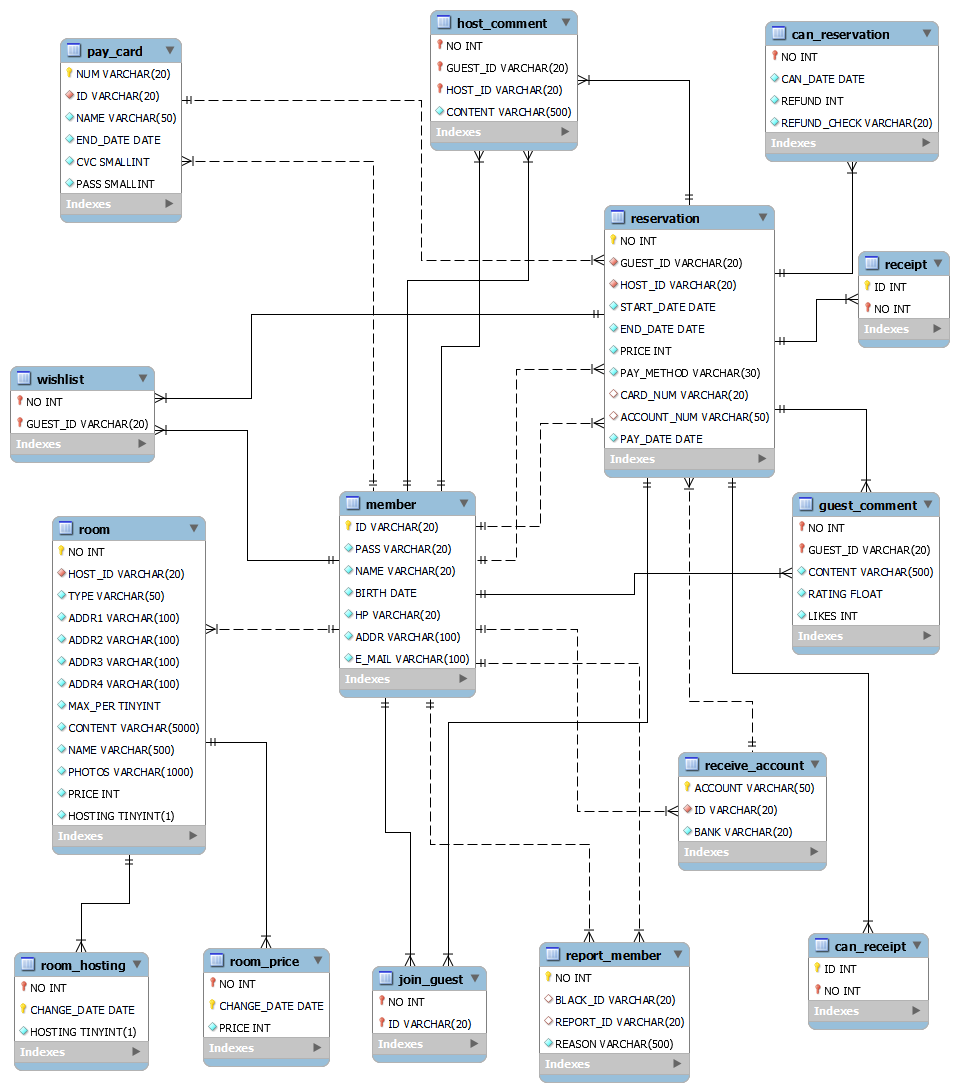 host_comment
NO INT
GUEST_ID VARCHAR(20)
HOST_ID VARCHAR(20)
CONTENT VARCHAR(500)
Indexes
can_reservation
NO INT
CAN_DATE DATE
REFUND INT
REFUND_CHECK VARCHAR(20)
Indexes
pay_card
NUM VARCHAR(20)
ID VARCHAR(20)
NAME VARCHAR(50)
END_DATE DATE
CVC SMALLINT
PASS SMALLINT
Indexes
reservation
NO INT
GUEST_ID VARCHAR(20)
HOST_ID VARCHAR(20)
START_DATE DATE
END_DATE DATE
PRICE INT
PAY_METHOD VARCHAR(30)
CARD_NUM VARCHAR(20)
ACCOUNT_NUM VARCHAR(50)
PAY_DATE DATE
Indexes
receipt
ID INT
NO INT
Indexes
wishlist
NO INT
GUEST_ID VARCHAR(20)
Indexes
member
ID VARCHAR(20)
PASS VARCHAR(20)
NAME VARCHAR(20)
BIRTH DATE
HP VARCHAR(20)
ADDR VARCHAR(100)
E_MAIL VARCHAR(100)
Indexes
guest_comment
NO INT
GUEST_ID VARCHAR(20)
CONTENT VARCHAR(500)
RATING FLOAT
LIKES INT
Indexes
room
NO INT
HOST_ID VARCHAR(20)
TYPE VARCHAR(50)
ADDR1 VARCHAR(100)
ADDR2 VARCHAR(100)
ADDR3 VARCHAR(100)
ADDR4 VARCHAR(100)
MAX_PER TINYINT
CONTENT VARCHAR(5000)
NAME VARCHAR(500)
PHOTOS VARCHAR(1000)
PRICE INT
HOSTING TINYINT(1)
Indexes
receive_account
ACCOUNT VARCHAR(50)
ID VARCHAR(20)
BANK VARCHAR(20)
Indexes
room_hosting
NO INT
CHANGE_DATE DATE
HOSTING TINYINT(1)
Indexes
room_price
NO INT
CHANGE_DATE DATE
PRICE INT
Indexes
join_guest
NO INT
ID VARCHAR(20)
Indexes
report_member
NO INT
BLACK_ID VARCHAR(20)
REPORT_ID VARCHAR(20)
REASON VARCHAR(500)
Indexes
can_receipt
ID INT
NO INT
Indexes